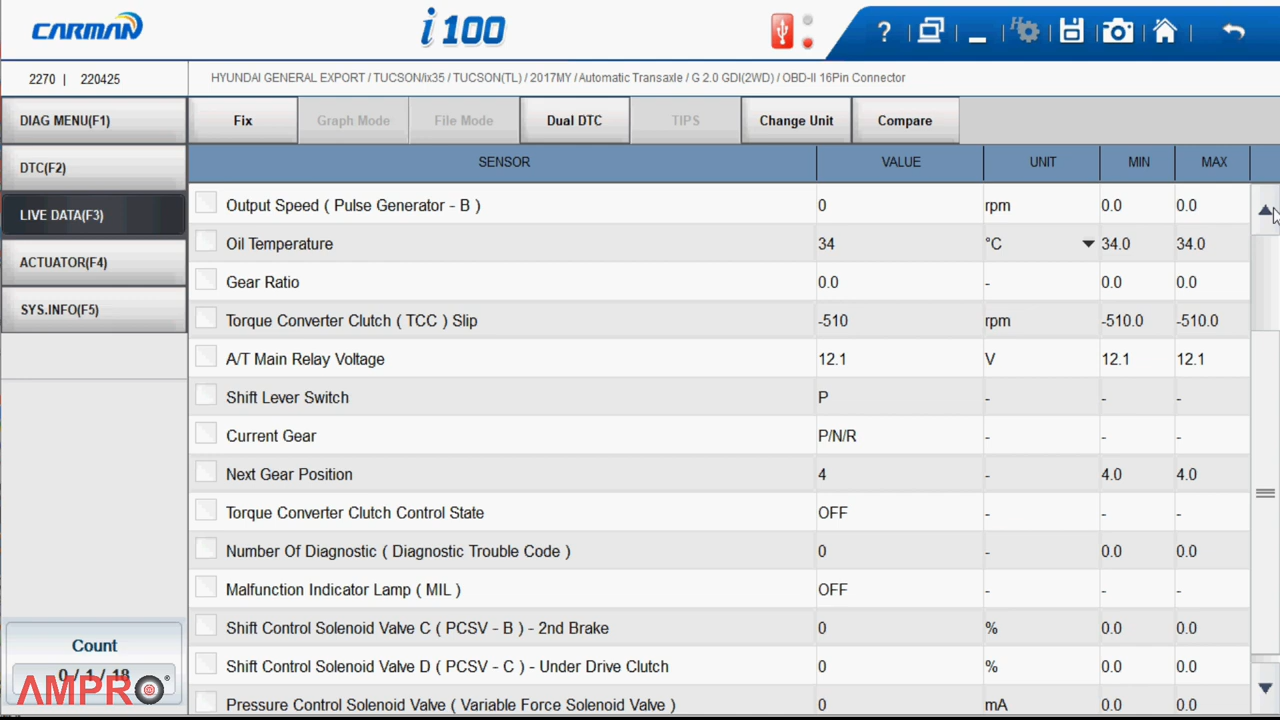 CARMAN i100 ?
2270 | 220425 HYUNDAI GENERAL EXPORT / TUCSON/ix35 / TUCSON(TL) / 2017MY / Automatic Transaxle / G 2.0 GDI(2WD) / OBD-II 16Pin Connector
DIAG MENU(F1) Fix Graph Mode File Mode Dual DTC TIPS Change Unit Compare
DTC(F2)
LIVE DATA(F3)
ACTUATOR(F4)
SYS.INFO(F5)
SENSOR VALUE UNIT MIN MAX
Output Speed ( Pulse Generator - B ) 0 rpm 0.0 0.0
Oil Temperature 34 °C 34.0 34.0
Gear Ratio 0.0 - 0.0 0.0
Torque Converter Clutch ( TCC ) Slip -510 rpm -510.0 -510.0
A/T Main Relay Voltage 12.1 V 12.1 12.1
Shift Lever Switch P - - -
Current Gear P/N/R - - -
Next Gear Position 4 - 4.0 4.0
Torque Converter Clutch Control State OFF - - -
Number Of Diagnostic ( Diagnostic Trouble Code ) 0 - 0.0 0.0
Malfunction Indicator Lamp ( MIL ) OFF - - -
Shift Control Solenoid Valve C ( PCSV - B ) - 2nd Brake 0 % 0.0 0.0
Shift Control Solenoid Valve D ( PCSV - C ) - Under Drive Clutch 0 % 0.0 0.0
Pressure Control Solenoid Valve ( Variable Force Solenoid Valve ) 0 mA 0.0 0.0
Count
0 / 1 / 18
AMPRO®